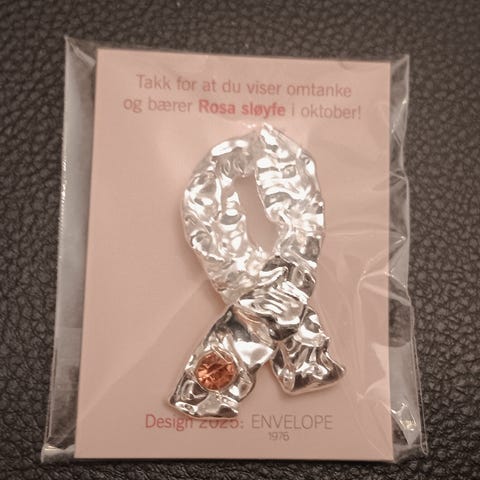 Takk for at du viser omtanke
og bærer Rosa sløyfe i oktober!
Design 2025: ENVELOPE
1976